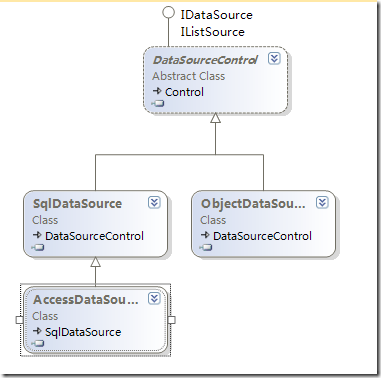 IDataSource
IListSource
DataSourceControl
Abstract Class
Control
SqlDataSource
Class
DataSourceControl
ObjectDataSou...
Class
DataSourceControl
AccessDataSou...
Class
SqlDataSource